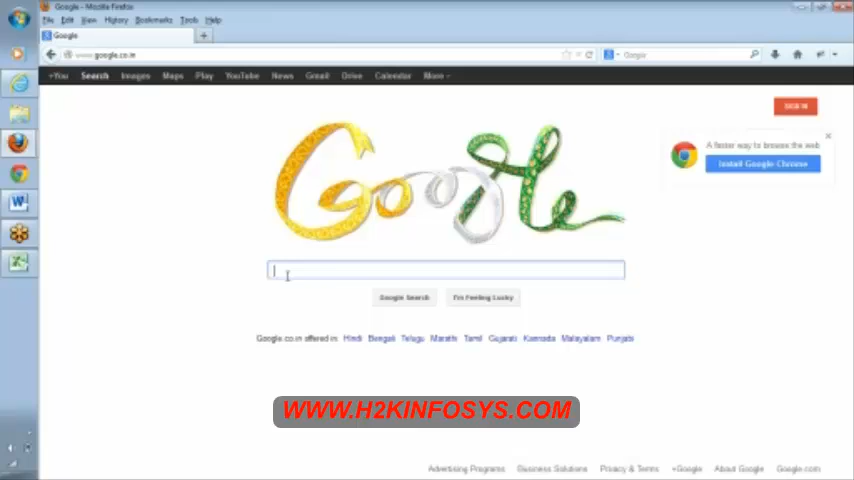 Google - Mozilla Firefox
File Edit View History Bookmarks Tools Help
Google
www.google.co.in
Google
+You Search Images Maps Play YouTube News Gmail Drive Calendar More
SIGN IN
A faster way to browse the web
Install Google Chrome
Google
Google Search I'm Feeling Lucky
Google.co.in offered in: Hindi Bengali Telugu Marathi Tamil Gujarati Kannada Malayalam Punjabi
WWW.H2KINFOSYS.COM
Advertising Programs Business Solutions Privacy & Terms +Google About Google Google.com